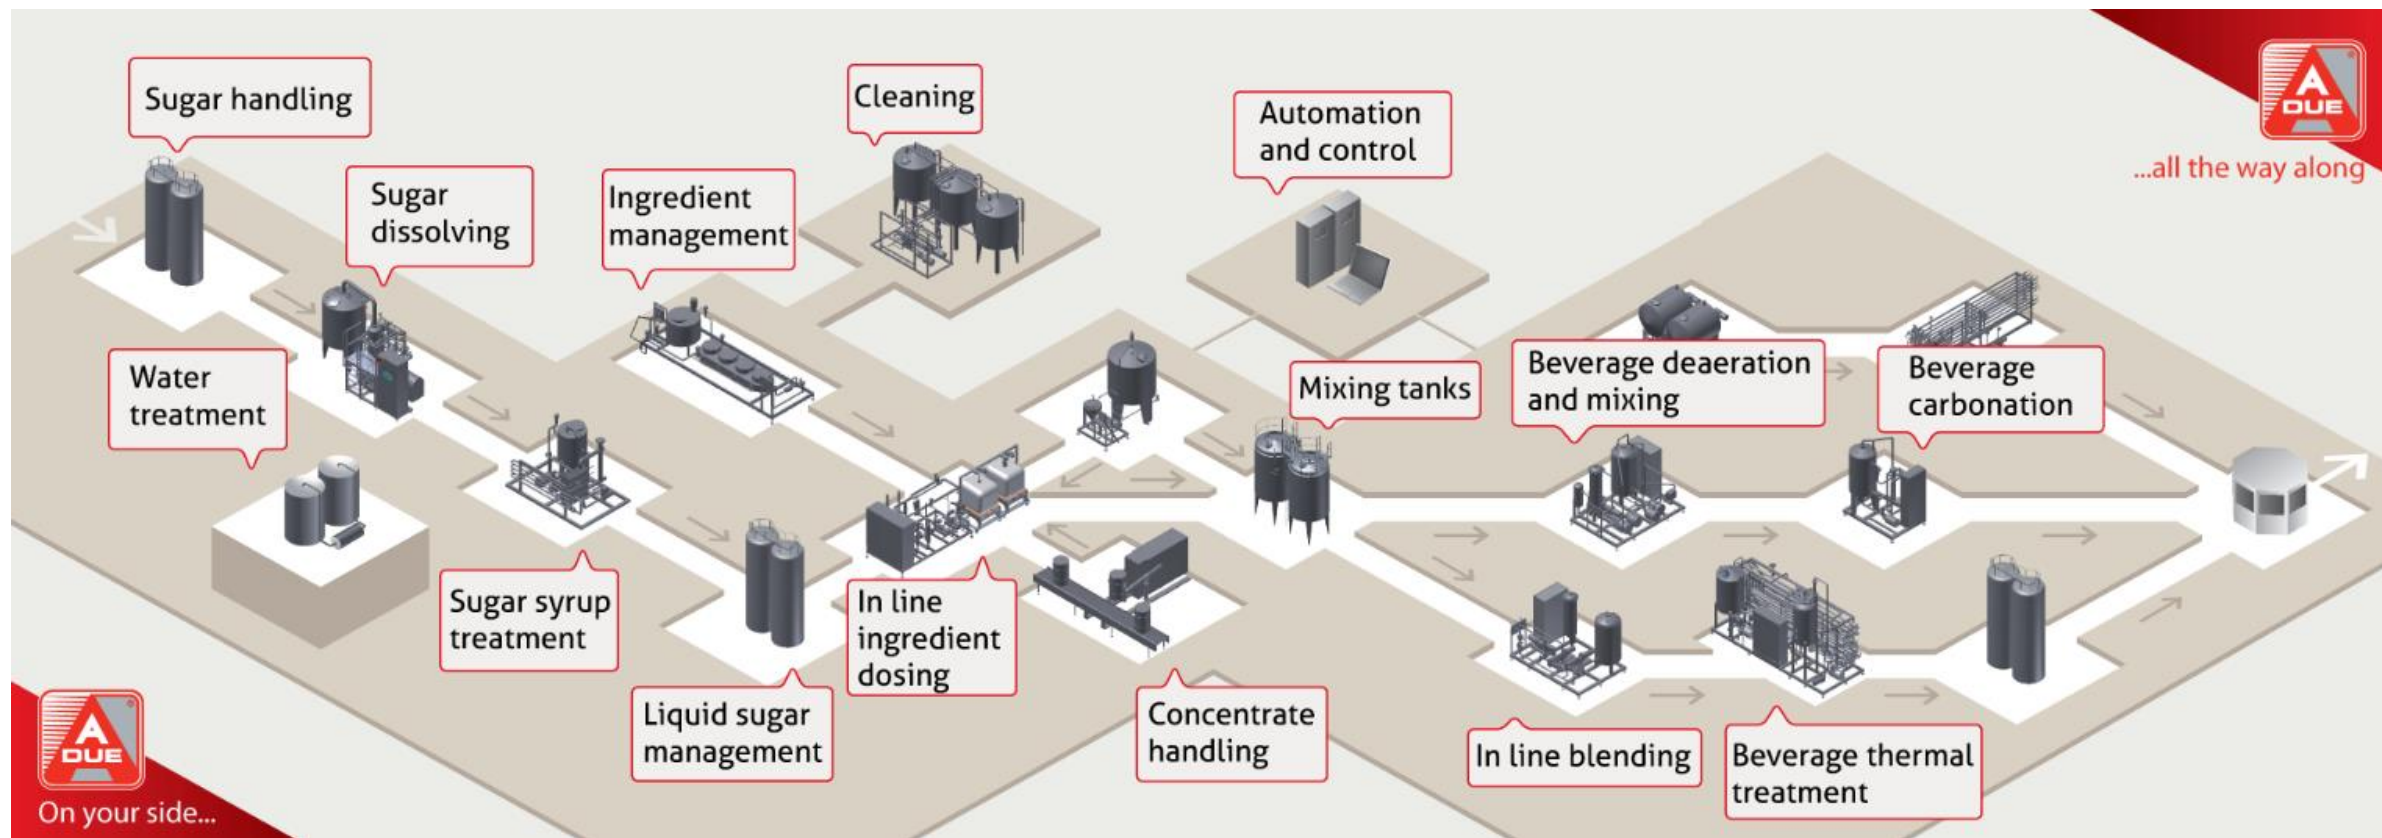 Sugar handling
Cleaning
Automation
and control
A
DUE
...all the way along
Sugar
dissolving
Ingredient
management
Water
treatment
Mixing tanks
Beverage deaeration
and mixing
Beverage
carbonation
Sugar syrup
treatment
In line
ingredient
dosing
Liquid sugar
management
Concentrate
handling
In line blending
Beverage thermal
treatment
A
DUE
On your side...